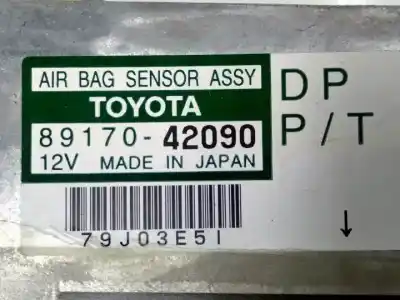 AIR BAG SENSOR ASSY
TOYOTA
89170-42090
12V MADE IN JAPAN
DP
P/T
↓
79J03E5I